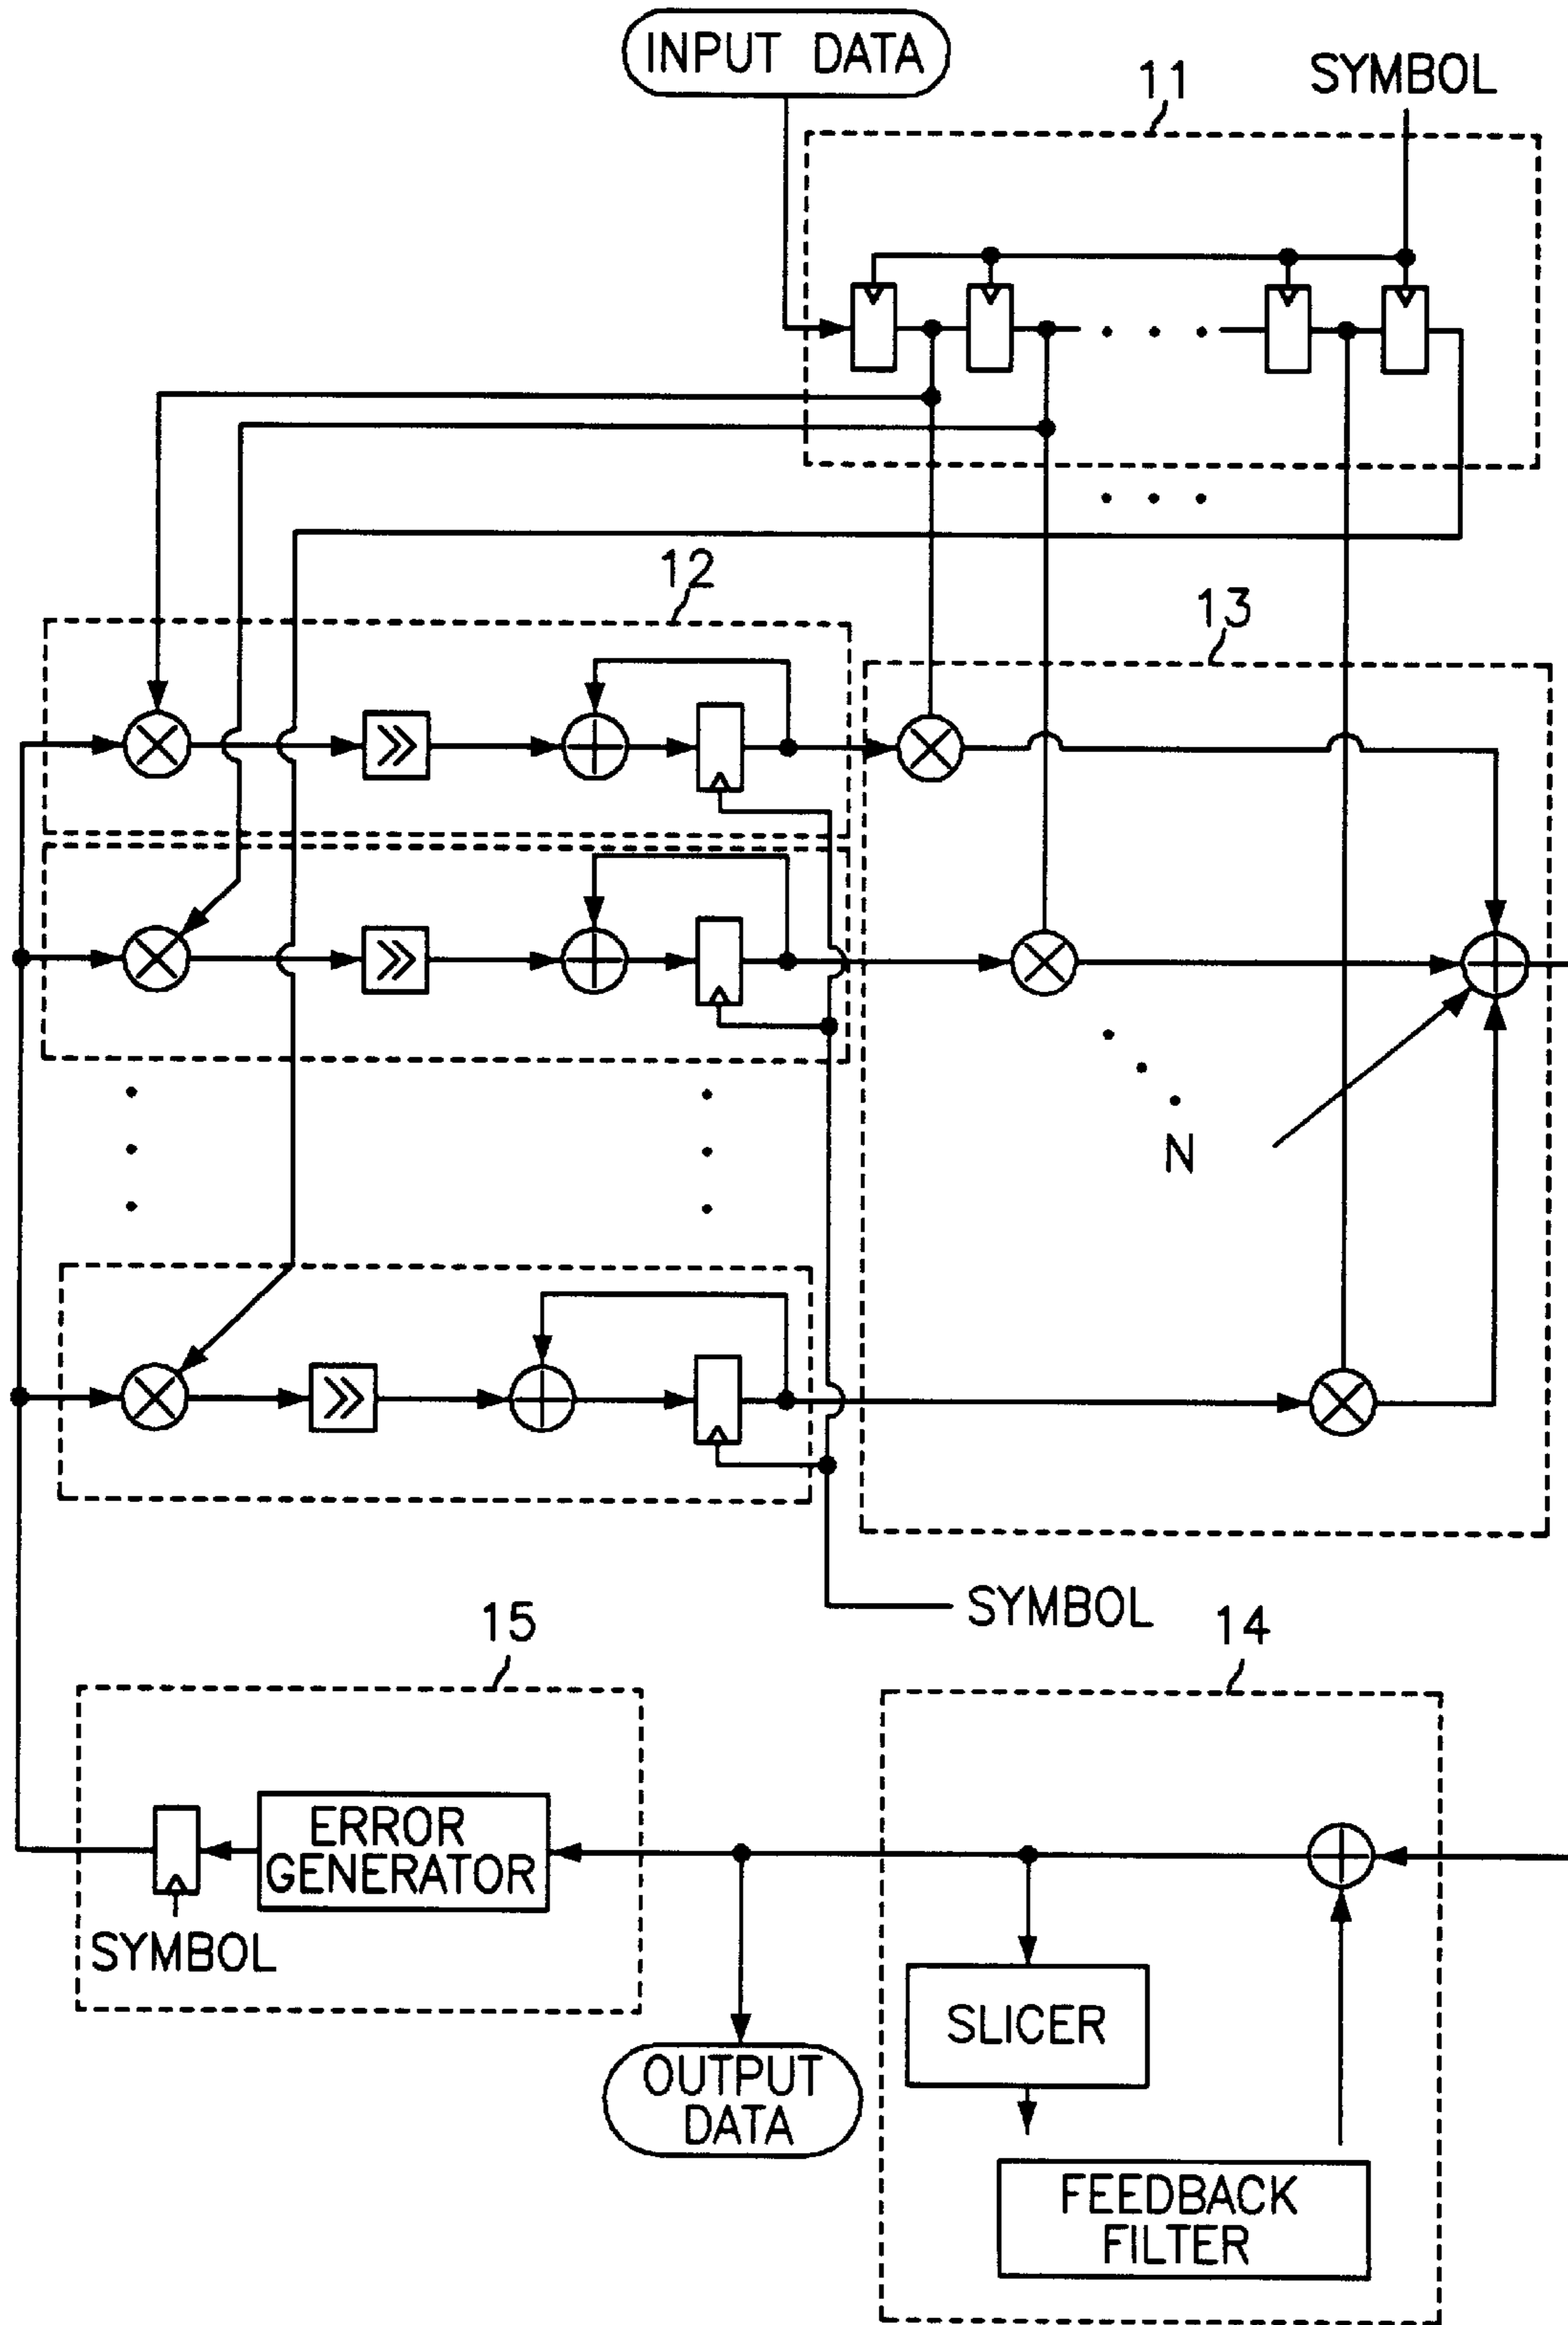 INPUT DATA
11
SYMBOL
12
13
N
SYMBOL
15
14
ERROR
GENERATOR
SYMBOL
SLICER
OUTPUT
DATA
FEEDBACK
FILTER